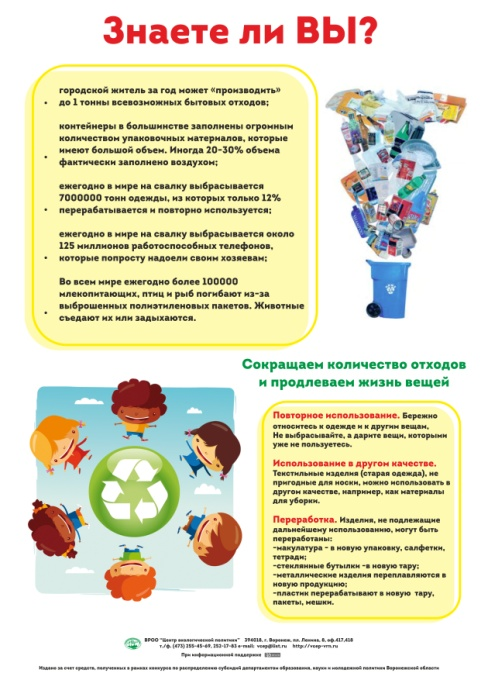 Знаете ли ВЫ?
городской житель за год может «производить»
• до 1 тонны всевозможных бытовых отходов;
контейнеры в большинстве заполнены огромным
количеством упаковочных материалов, которые
имеют большой объем. Иногда 20-30% объема
• фактически заполнено воздухом;
ежегодно в мире на свалку выбрасывается
7000000 тонн одежды, из которых только 12%
• перерабатывается и повторно используется;
ежегодно в мире на свалку выбрасывается около
125 миллионов работоспособных телефонов,
• которые попросту надоели своим хозяевам;
Во всем мире ежегодно более 100000
млекопитающих, птиц и рыб погибают из-за
выброшенных полиэтиленовых пакетов. Животные
• съедают их или задыхаются.
Сокращаем количество отходов
и продлеваем жизнь вещей
Повторное использование. Бережно
относитесь к одежде и к другим вещам,
Не выбрасывайте, а дарите вещи, которыми
уже не пользуетесь.
Использование в другом качестве.
Текстильные изделия (старая одежда), не
пригодные для носки, можно использовать в
другом качестве, например, как материалы
для уборки.
Переработка. Изделия, не подлежащие
дальнейшему использованию, могут быть
переработаны:
-макулатура - в новую упаковку, салфетки,
тетради;
-стеклянные бутылки -в новую тару;
-металлические изделия переплавляются в
новую продукцию;
-пластик перерабатывают в новую тару,
пакеты, мешки.
ВРОО "Центр экологической политики" 394018, г. Воронеж, пл. Ленина, 8, оф.417,418
т./ф. (473) 255-65-69, 252-17-83 e-mail: vcep@list.ru http://vcep-vrn.ru
При информационной поддержке
Издано за счет средств, полученных в рамках конкурса по распределению субсидий департаментом образования, науки и молодежной политики Воронежской области